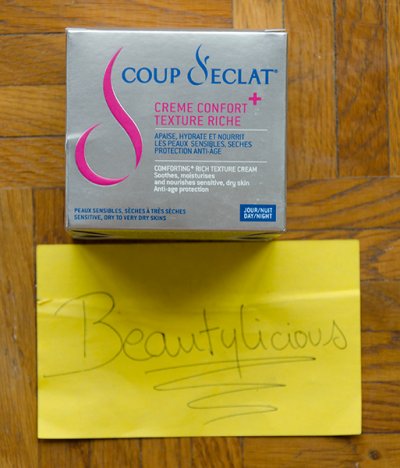 COUP D'ECLAT®
CREME CONFORT +
TEXTURE RICHE
APAISE, HYDRATE ET NOURRIT
LES PEAUX SENSIBLES, SECHES
PROTECTION ANTI-AGE
COMFORTING+ RICH TEXTURE CREAM
Soothes, moisturises
and nourishes sensitive, dry skin
Anti-age protection
PEAUX SENSIBLES, SÈCHES À TRÈS SÈCHES
SENSITIVE, DRY TO VERY DRY SKINS
JOUR/NUIT
DAY/NIGHT
Beautylicious